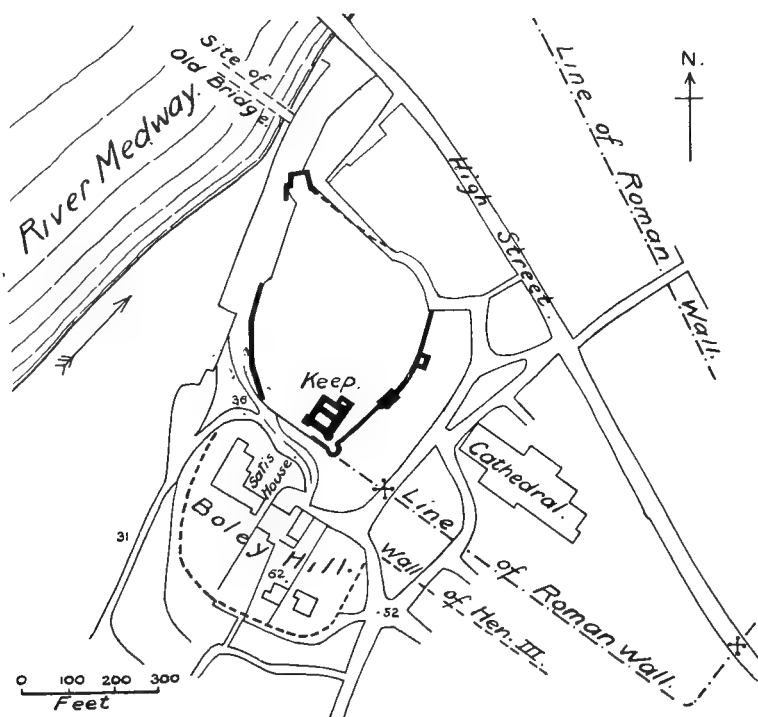 Site of
Old Bridge.
River Medway.
N.
Line of Roman Wall.
High Street.
Keep.
36
Satis
House.
Boley Hill.
31
62.
52
Cathedral.
Line of Roman Wall.
Wall of Hen. III.
0 100 200 300
Feet